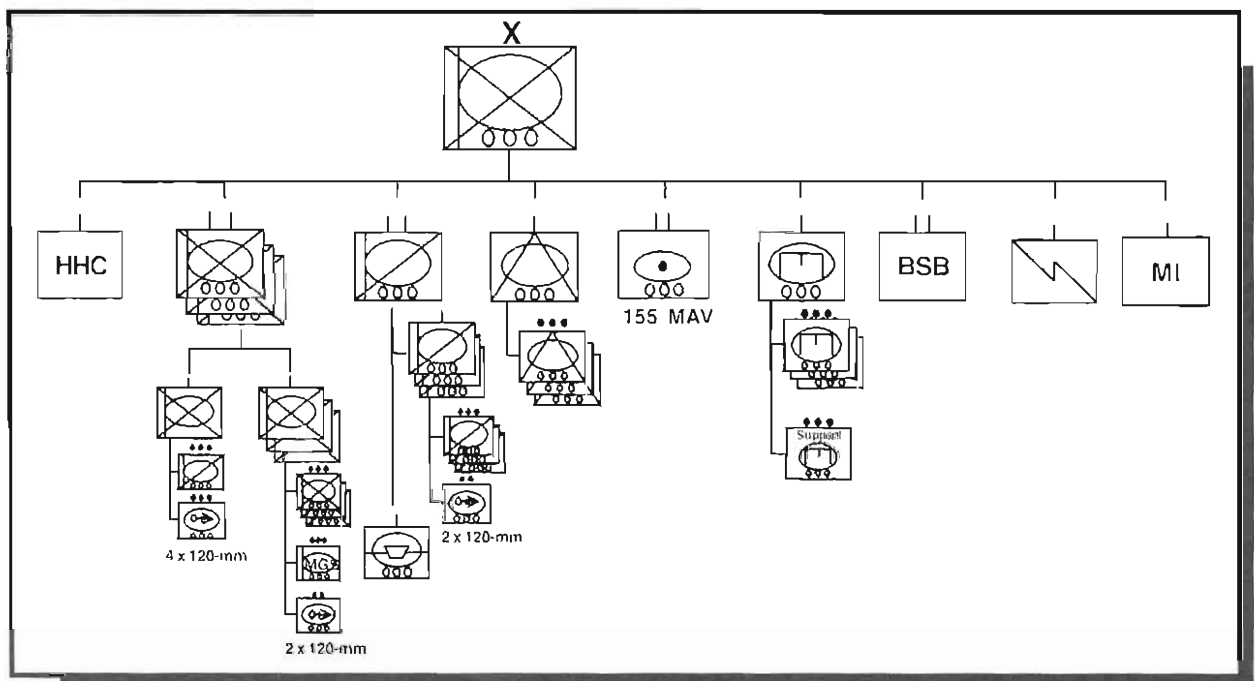 X
HHC
155 MAV
BSB
MI
Support
4 x 120-mm
MGS
2 x 120-mm
2 x 120-mm